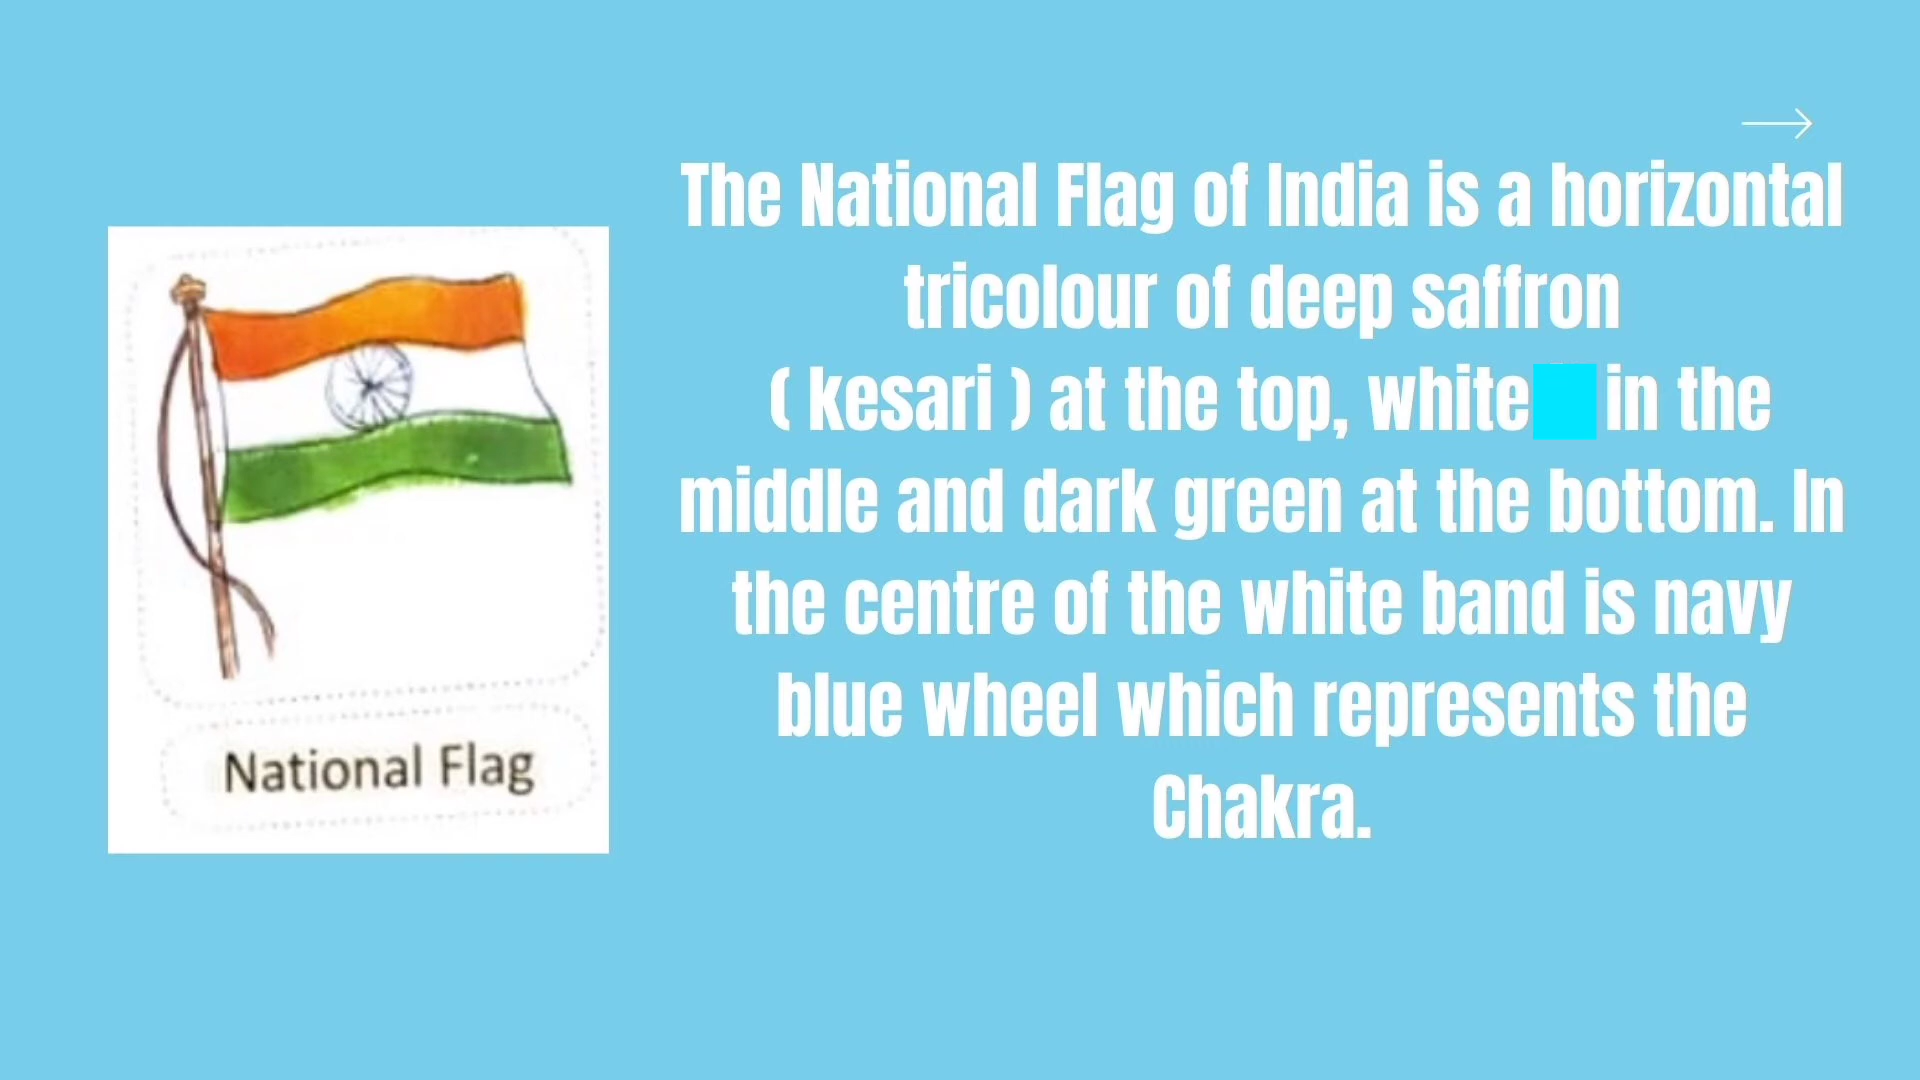 The National Flag of India is a horizontal
tricolour of deep saffron
( kesari ) at the top, white in the
middle and dark green at the bottom. In
the centre of the white band is navy
blue wheel which represents the
Chakra.
National Flag